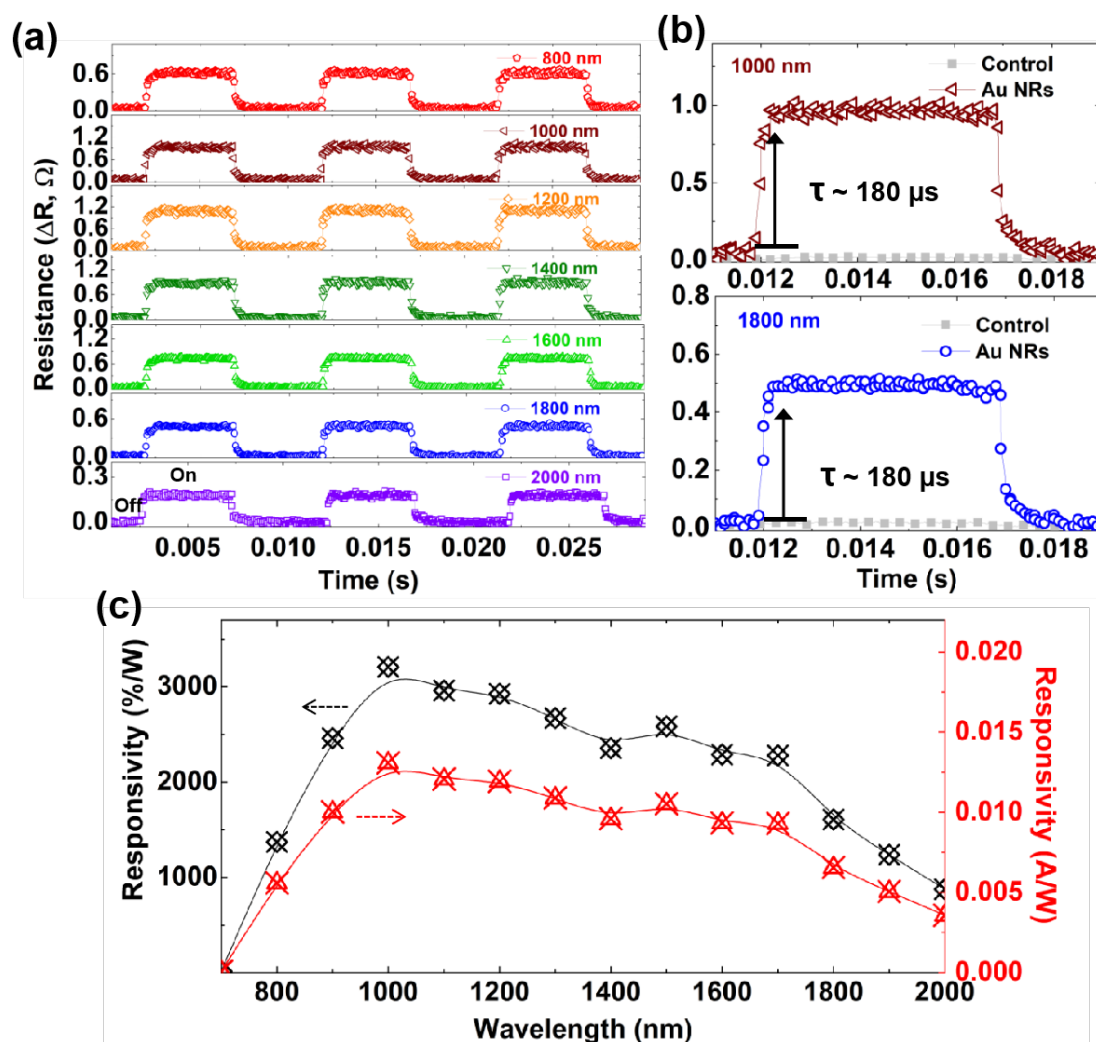 (a)
Resistance (ΔR, Ω)
0.6
0.0
800 nm
1.2
0.6
0.0
1000 nm
1.2
0.6
0.0
1200 nm
1.2
0.6
0.0
1400 nm
1.2
0.6
0.0
1600 nm
0.6
0.0
1800 nm
0.3
0.0
On
Off
2000 nm
0.005 0.010 0.015 0.020 0.025
Time (s)
(b)
1000 nm
Control
Au NRs
1.0
0.5
0.0
τ ~ 180 µs
0.012 0.014 0.016 0.018
1800 nm
Control
Au NRs
0.8
0.6
0.4
0.2
0.0
τ ~ 180 µs
0.012 0.014 0.016 0.018
Time (s)
(c)
Responsivity (%/W)
3000
2000
1000
Responsivity (A/W)
0.020
0.015
0.010
0.005
0.000
800 1000 1200 1400 1600 1800 2000
Wavelength (nm)